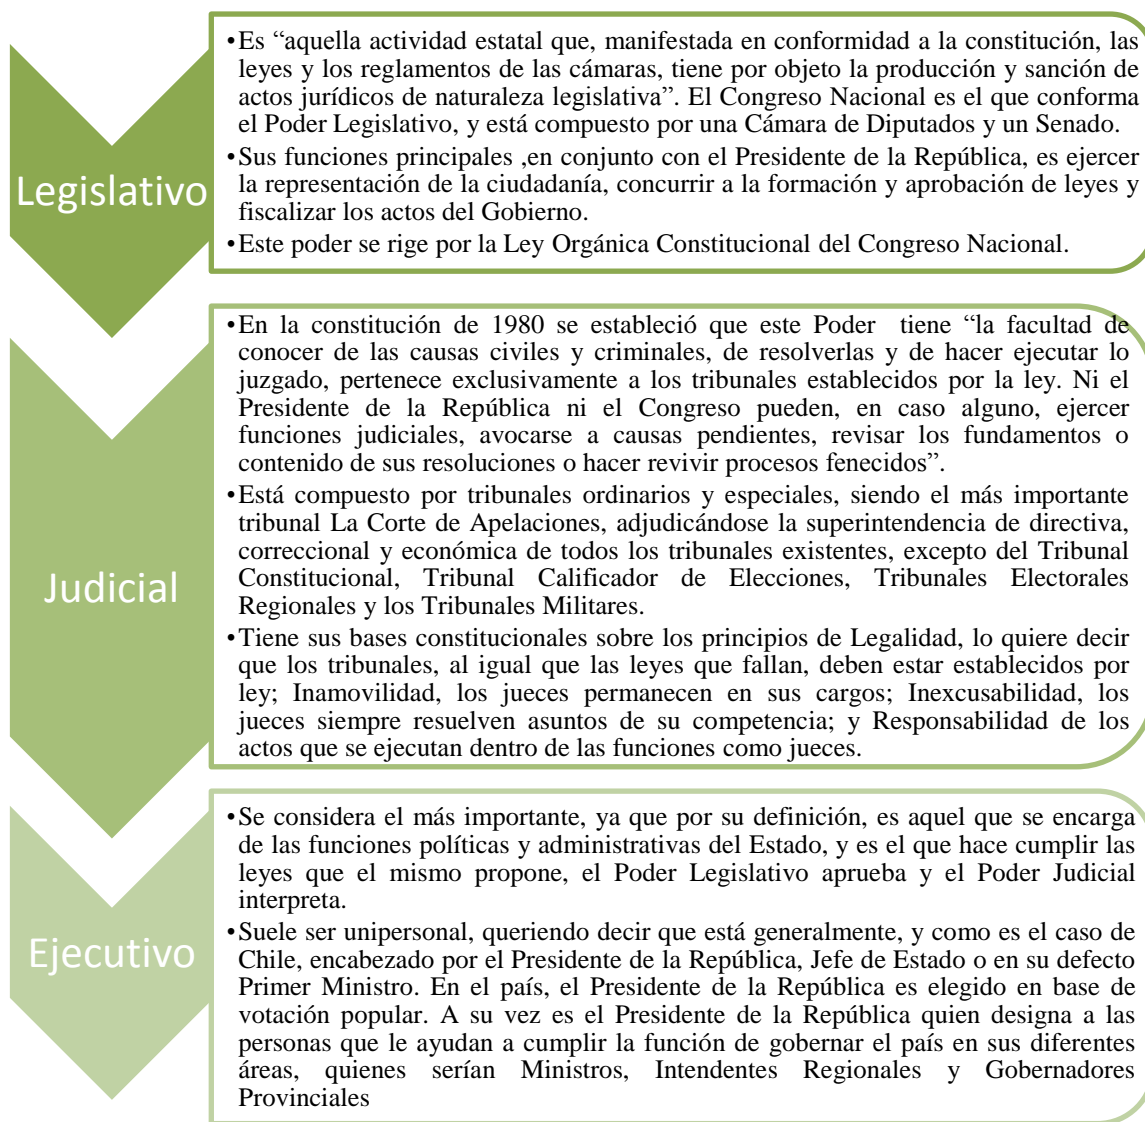 Legislativo
•Es “aquella actividad estatal que, manifestada en conformidad a la constitución, las
leyes y los reglamentos de las cámaras, tiene por objeto la producción y sanción de
actos jurídicos de naturaleza legislativa”. El Congreso Nacional es el que conforma
el Poder Legislativo, y está compuesto por una Cámara de Diputados y un Senado.
•Sus funciones principales ,en conjunto con el Presidente de la República, es ejercer
la representación de la ciudadanía, concurrir a la formación y aprobación de leyes y
fiscalizar los actos del Gobierno.
•Este poder se rige por la Ley Orgánica Constitucional del Congreso Nacional.
Judicial
•En la constitución de 1980 se estableció que este Poder tiene “la facultad de
conocer de las causas civiles y criminales, de resolverlas y de hacer ejecutar lo
juzgado, pertenece exclusivamente a los tribunales establecidos por la ley. Ni el
Presidente de la República ni el Congreso pueden, en caso alguno, ejercer
funciones judiciales, avocarse a causas pendientes, revisar los fundamentos o
contenido de sus resoluciones o hacer revivir procesos fenecidos”.
•Está compuesto por tribunales ordinarios y especiales, siendo el más importante
tribunal La Corte de Apelaciones, adjudicándose la superintendencia de directiva,
correccional y económica de todos los tribunales existentes, excepto del Tribunal
Constitucional, Tribunal Calificador de Elecciones, Tribunales Electorales
Regionales y los Tribunales Militares.
•Tiene sus bases constitucionales sobre los principios de Legalidad, lo quiere decir
que los tribunales, al igual que las leyes que fallan, deben estar establecidos por
ley; Inamovilidad, los jueces permanecen en sus cargos; Inexcusabilidad, los
jueces siempre resuelven asuntos de su competencia; y Responsabilidad de los
actos que se ejecutan dentro de las funciones como jueces.
Ejecutivo
•Se considera el más importante, ya que por su definición, es aquel que se encarga
de las funciones políticas y administrativas del Estado, y es el que hace cumplir las
leyes que el mismo propone, el Poder Legislativo aprueba y el Poder Judicial
interpreta.
•Suele ser unipersonal, queriendo decir que está generalmente, y como es el caso de
Chile, encabezado por el Presidente de la República, Jefe de Estado o en su defecto
Primer Ministro. En el país, el Presidente de la República es elegido en base de
votación popular. A su vez es el Presidente de la República quien designa a las
personas que le ayudan a cumplir la función de gobernar el país en sus diferentes
áreas, quienes serían Ministros, Intendentes Regionales y Gobernadores
Provinciales